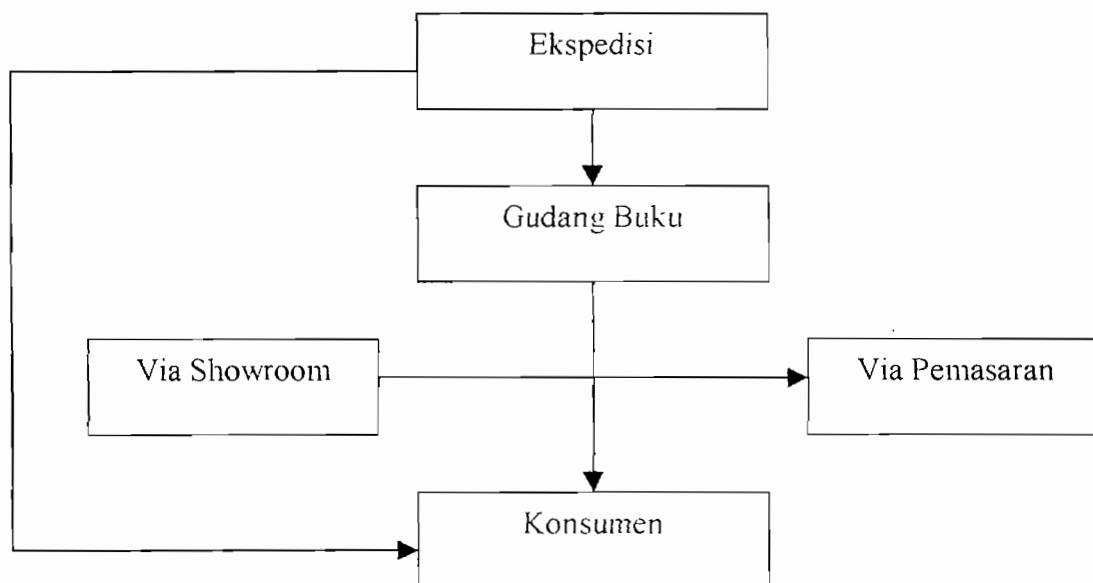 Ekspedisi
Gudang Buku
Via Showroom
Via Pemasaran
Konsumen